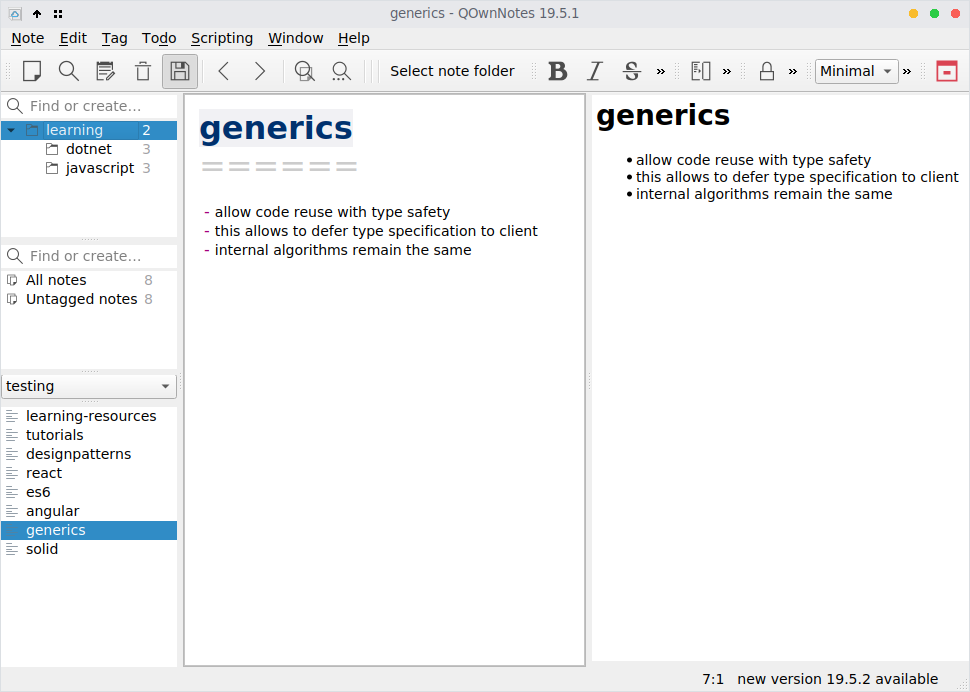 generics - QOwnNotes 19.5.1
Note Edit Tag Todo Scripting Window Help
Select note folder B I S » » » Minimal »
Find or create...
learning 2
dotnet 3
javascript 3
Find or create...
All notes 8
Untagged notes 8
testing
learning-resources
tutorials
designpatterns
react
es6
angular
generics
solid
generics
======
- allow code reuse with type safety
- this allows to defer type specification to client
- internal algorithms remain the same
generics
• allow code reuse with type safety
• this allows to defer type specification to client
• internal algorithms remain the same
7:1 new version 19.5.2 available